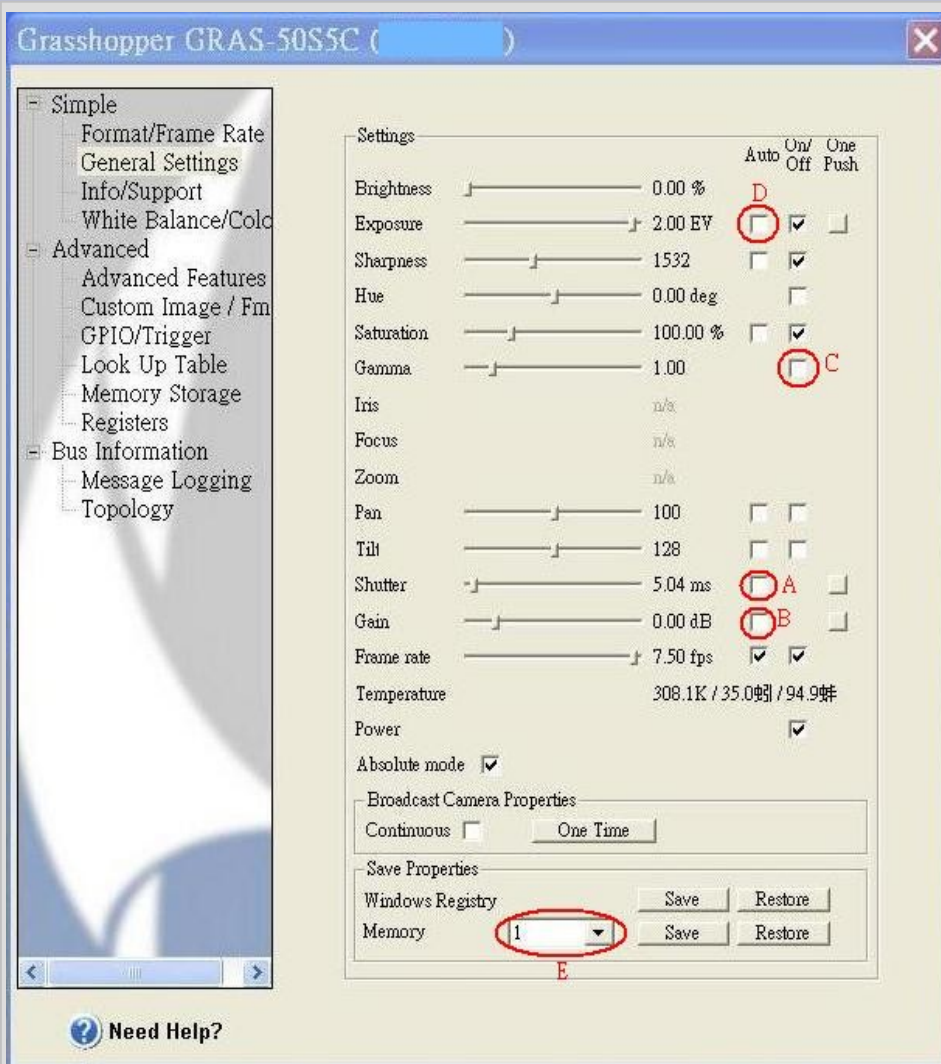 Grasshopper GRAS-50S5C ( )
Simple
Format/Frame Rate
General Settings
Info/Support
White Balance/Colo
Advanced
Advanced Features
Custom Image / Fm
GPIO/Trigger
Look Up Table
Memory Storage
Registers
Bus Information
Message Logging
Topology
Settings
Auto On/Off One Push
Brightness 0.00 %
D
Exposure 2.00 EV
Sharpness 1532
Hue 0.00 deg
Saturation 100.00 %
Gamma 1.00 C
Iris n/a
Focus n/a
Zoom n/a
Pan 100
Tilt 128
Shutter 5.04 ms A
Gain 0.00 dB B
Frame rate 7.50 fps
Temperature 308.1K / 35.0蚓 / 94.9蚌
Power
Absolute mode
Broadcast Camera Properties
Continuous One Time
Save Properties
Windows Registry Save Restore
Memory 1 Save Restore
E
Need Help?